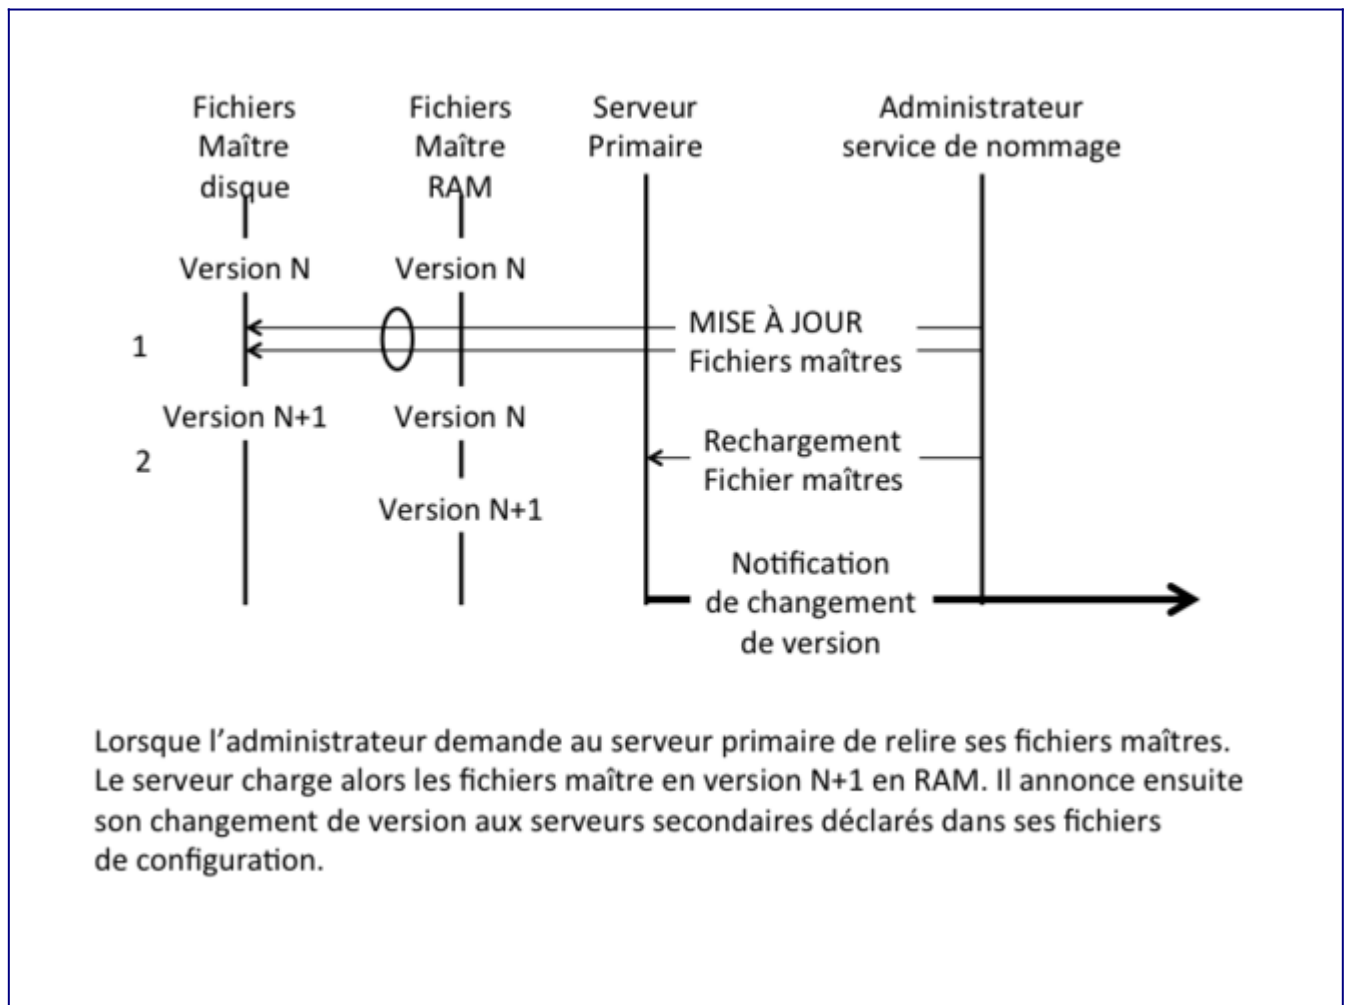 Fichiers
Maître
disque
Fichiers
Maître
RAM
Serveur
Primaire
Administrateur
service de nommage
Version N
Version N
1
MISE À JOUR
Fichiers maîtres
Version N+1
Version N
2
Rechargement
Fichier maîtres
Version N+1
Notification
de changement
de version
Lorsque l’administrateur demande au serveur primaire de relire ses fichiers maîtres.
Le serveur charge alors les fichiers maître en version N+1 en RAM. Il annonce ensuite
son changement de version aux serveurs secondaires déclarés dans ses fichiers
de configuration.